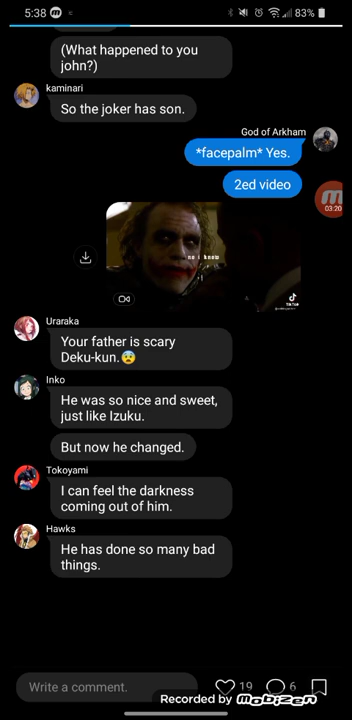 5:38
83%
(What happened to you
john?)
kaminari
So the joker has son.
God of Arkham
*facepalm* Yes.
2ed video
03:20
no i know
TikTok
Uraraka
Your father is scary
Deku-kun.😨
Inko
He was so nice and sweet,
just like Izuku.
But now he changed.
Tokoyami
I can feel the darkness
coming out of him.
Hawks
He has done so many bad
things.
Write a comment.
19
6
Recorded by mobizen